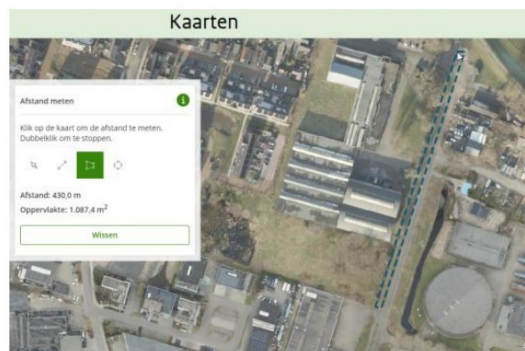 Kaarten
Afstand meten
Klik op de kaart om de afstand te meten.
Dubbelklik om te stoppen.
Afstand: 430,0 m
Oppervlakte: 1.087,4 m²
Wissen